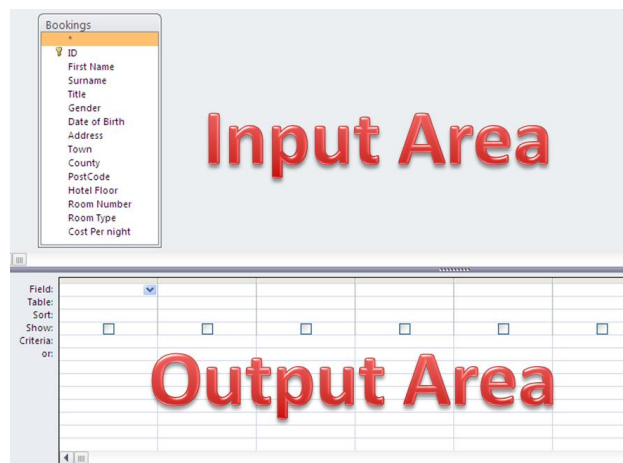 Bookings
*
ID
First Name
Surname
Title
Gender
Date of Birth
Address
Town
County
PostCode
Hotel Floor
Room Number
Room Type
Cost Per night
Input Area
Field:
Table:
Sort:
Show:
Criteria:
or:
Output Area